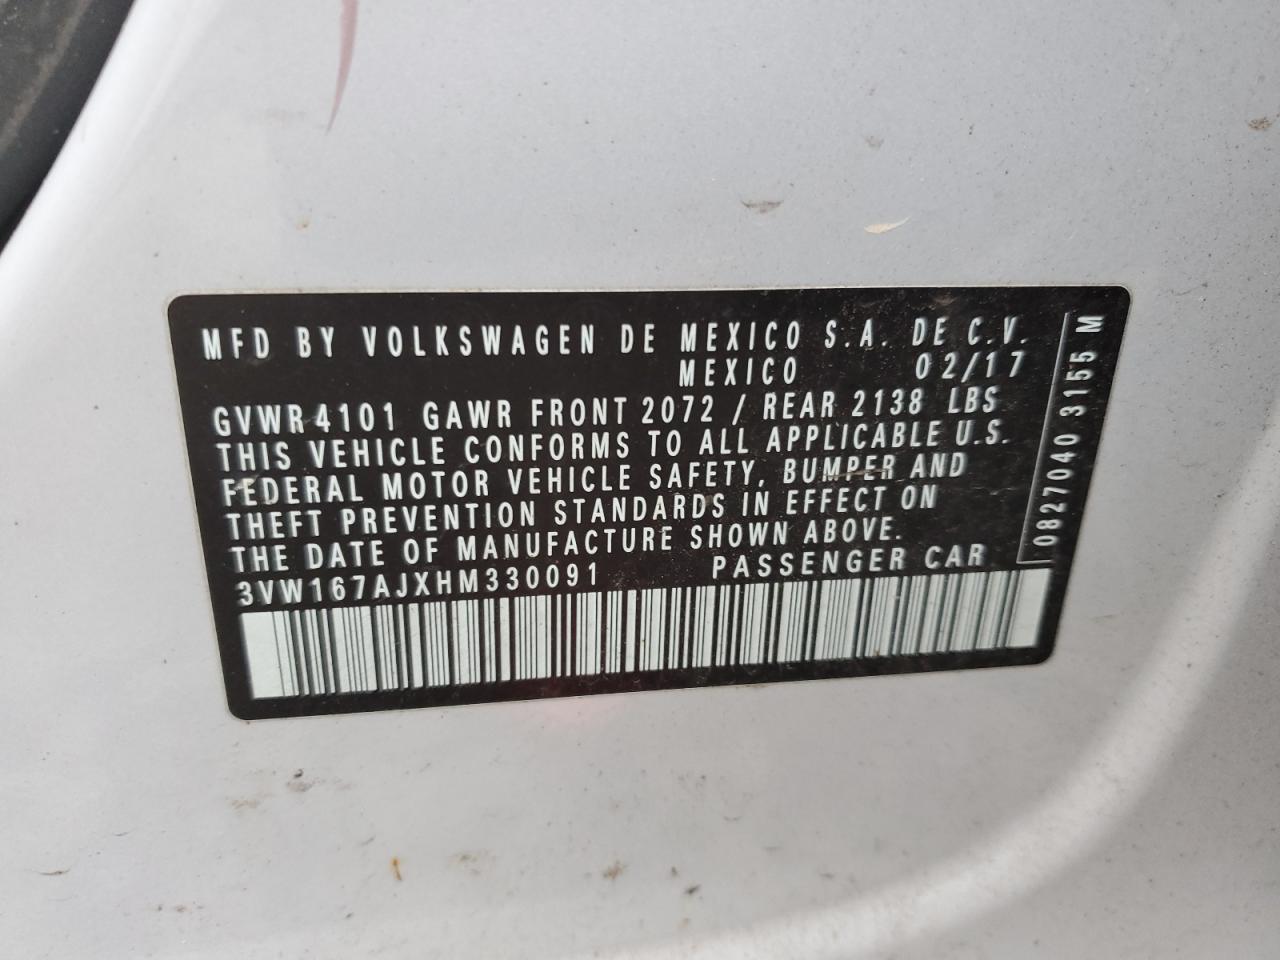 MFD BY VOLKSWAGEN DE MEXICO S.A. DE C.V.
MEXICO 02/17
GVWR 4101 GAWR FRONT 2072 / REAR 2138 LBS
THIS VEHICLE CONFORMS TO ALL APPLICABLE U.S.
FEDERAL MOTOR VEHICLE SAFETY, BUMPER AND
THEFT PREVENTION STANDARDS IN EFFECT ON
THE DATE OF MANUFACTURE SHOWN ABOVE.
3VW167AJXHM330091 PASSENGER CAR
0827040 3155 M